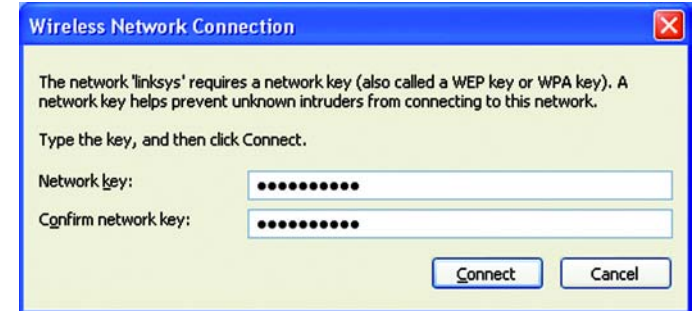 Wireless Network Connection
The network 'linksys' requires a network key (also called a WEP key or WPA key). A
network key helps prevent unknown intruders from connecting to this network.
Type the key, and then click Connect.
Network key: ●●●●●●●●●●
Confirm network key: ●●●●●●●●●●
Connect Cancel